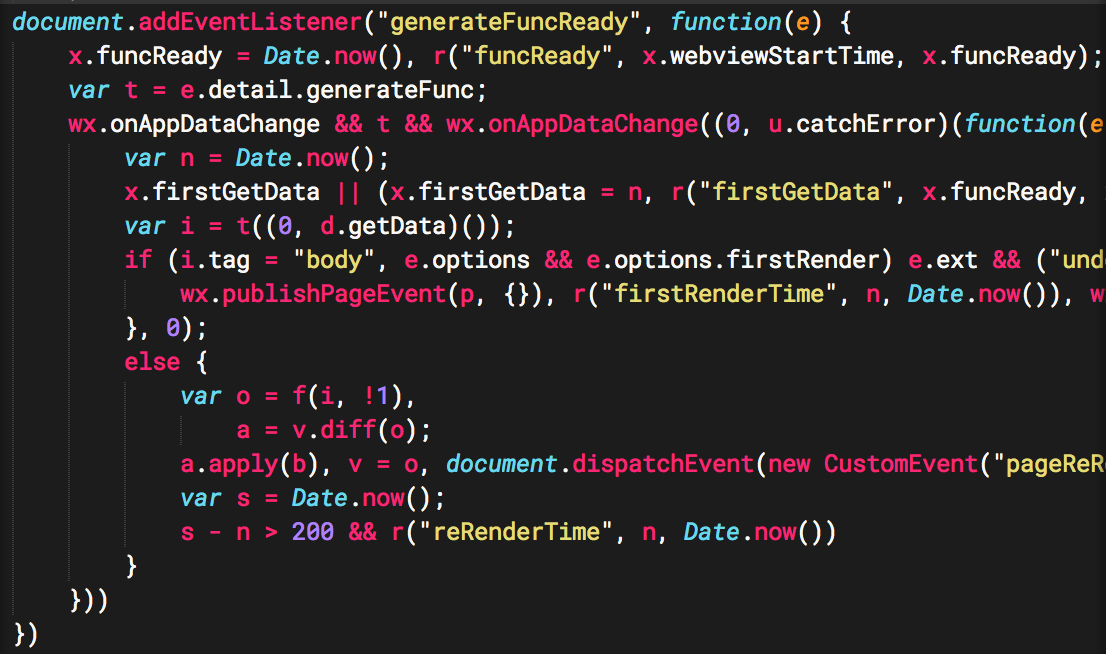 document.addEventListener("generateFuncReady", function(e) {
x.funcReady = Date.now(), r("funcReady", x.webviewStartTime, x.funcReady);
var t = e.detail.generateFunc;
wx.onAppDataChange && t && wx.onAppDataChange((0, u.catchError)(function(e
var n = Date.now();
x.firstGetData || (x.firstGetData = n, r("firstGetData", x.funcReady,
var i = t((0, d.getData)());
if (i.tag = "body", e.options && e.options.firstRender) e.ext && ("und
wx.publishPageEvent(p, {}), r("firstRenderTime", n, Date.now()), w
}, 0);
else {
var o = f(i, !1),
a = v.diff(o);
a.apply(b), v = o, document.dispatchEvent(new CustomEvent("pageReR
var s = Date.now();
s - n > 200 && r("reRenderTime", n, Date.now())
}
}))
})